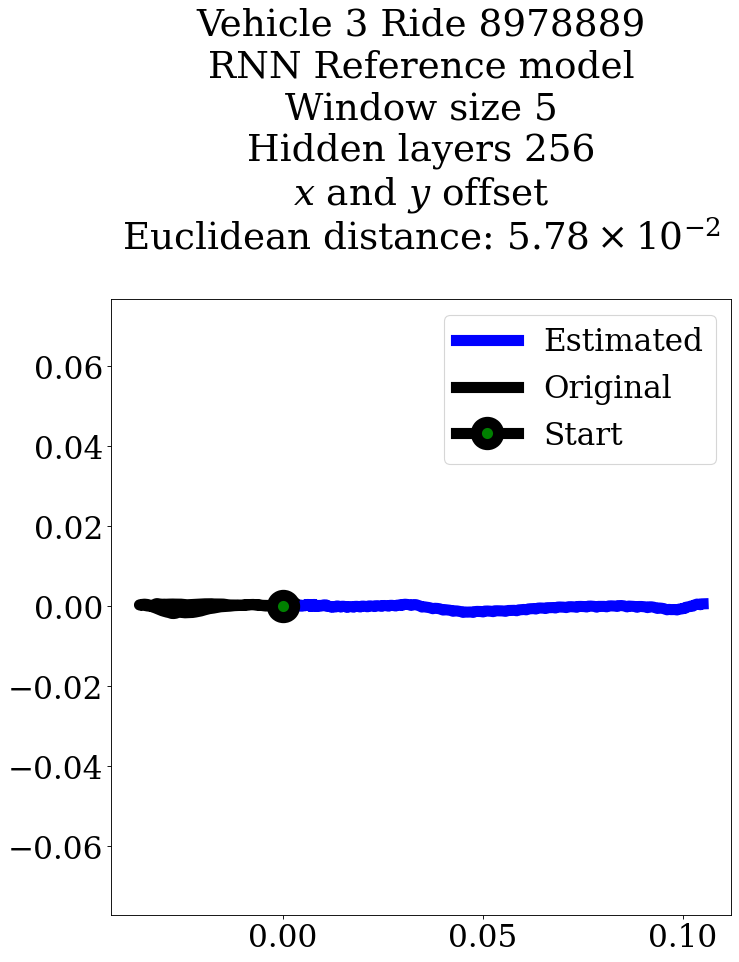 Vehicle 3 Ride 8978889
RNN Reference model
Window size 5
Hidden layers 256
x and y offset
Euclidean distance: 5.78 × 10⁻²
Estimated
Original
Start
0.06
0.04
0.02
0.00
−0.02
−0.04
−0.06
0.00 0.05 0.10